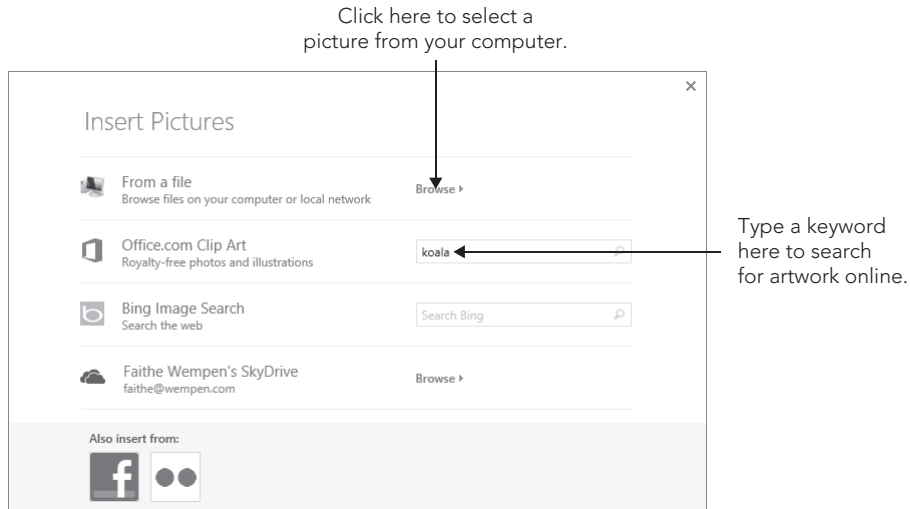 Click here to select a
picture from your computer.
Insert Pictures
From a file
Browse files on your computer or local network
Browse
Office.com Clip Art
Royalty-free photos and illustrations
koala
Type a keyword
here to search
for artwork online.
Bing Image Search
Search the web
Search Bing
Faithe Wempen's SkyDrive
faithe@wempen.com
Browse
Also insert from:
f